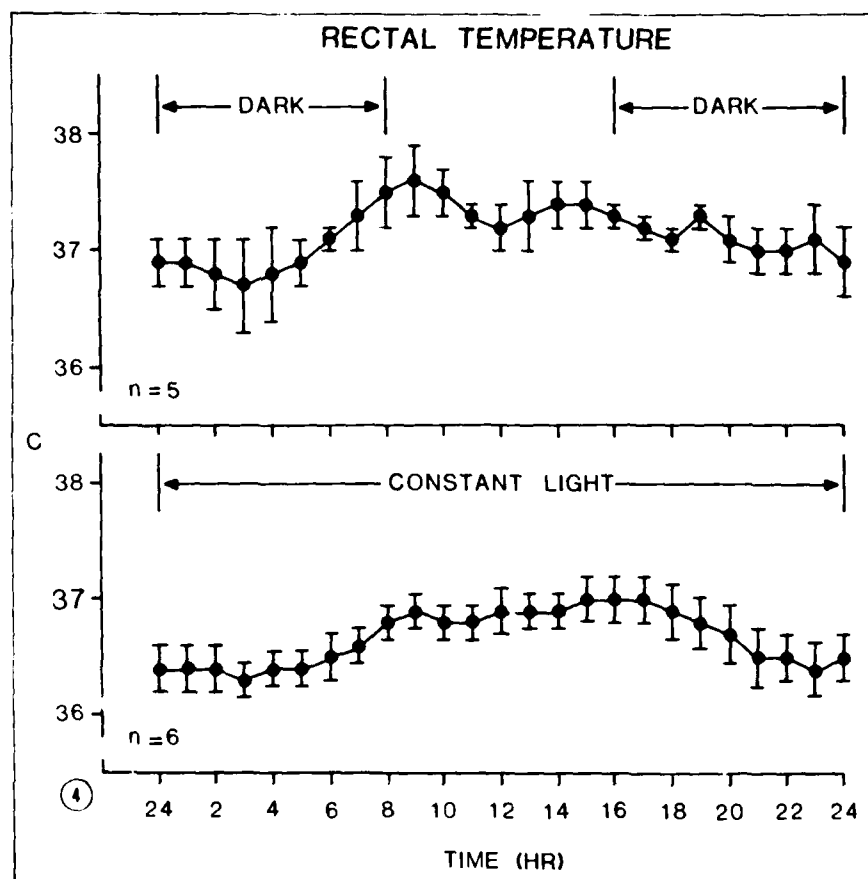 RECTAL TEMPERATURE
DARK DARK
38
37
36
n = 5
C
CONSTANT LIGHT
38
37
36
n = 6
4
24 2 4 6 8 10 12 14 16 18 20 22 24
TIME (HR)